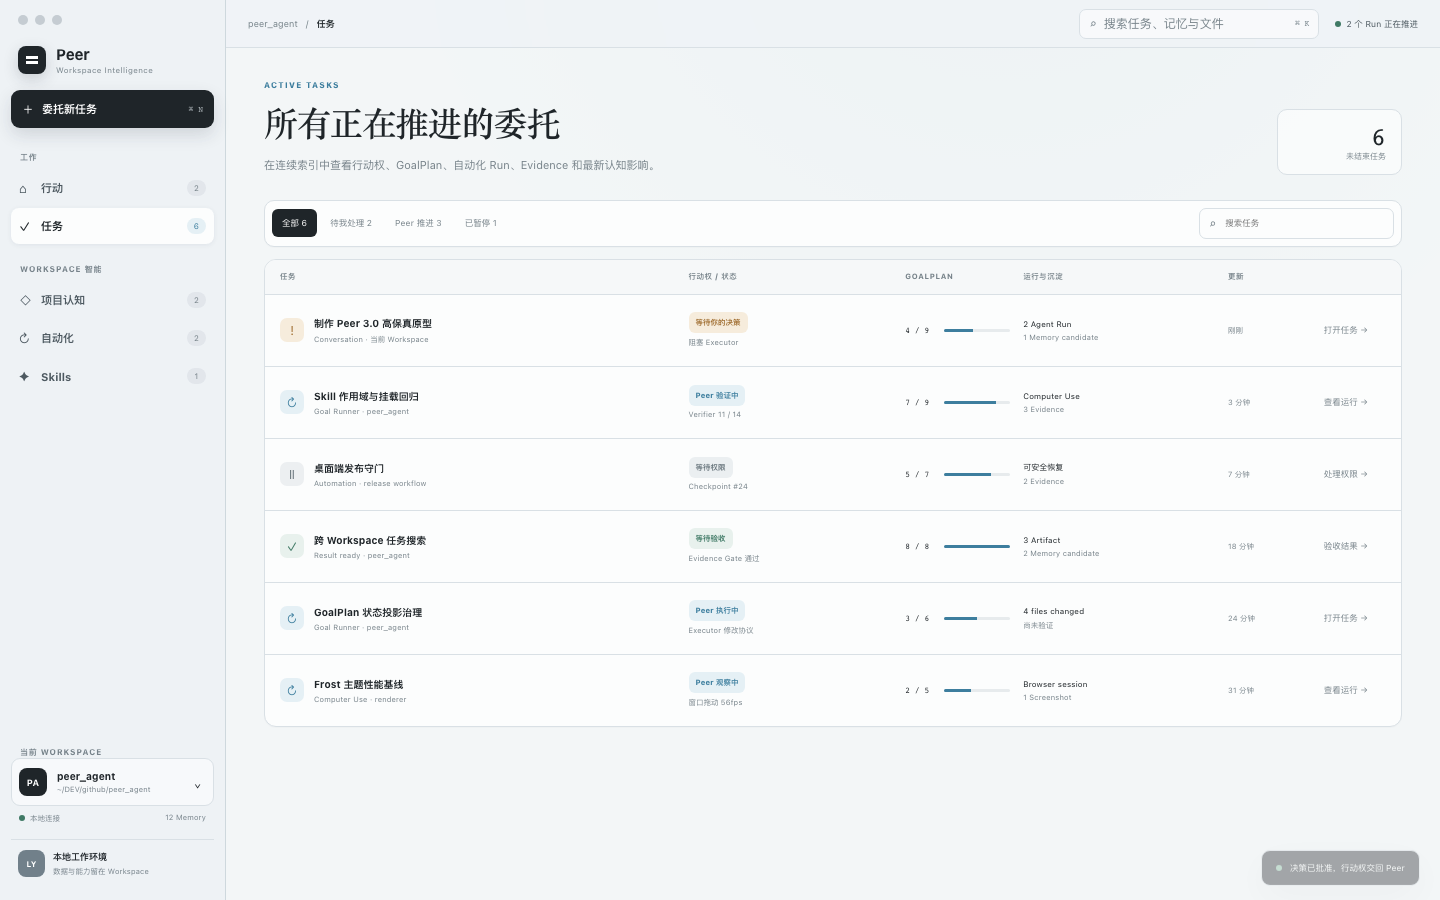 Peer
Workspace Intelligence
+ 委托新任务 ⌘ N
工作
行动 2
任务 6
WORKSPACE 智能
项目认知 2
自动化 2
Skills 1
当前 WORKSPACE
PA
peer_agent
~/DEV/github/peer_agent
本地连接 12 Memory
LY
本地工作环境
数据与能力留在 Workspace
peer_agent / 任务
搜索任务、记忆与文件 ⌘ K
2 个 Run 正在推进
ACTIVE TASKS
所有正在推进的委托
在连续索引中查看行动权、GoalPlan、自动化 Run、Evidence 和最新认知影响。
6
未结束任务
全部 6 待我处理 2 Peer 推进 3 已暂停 1
搜索任务
任务 行动权 / 状态 GOALPLAN 运行与沉淀 更新
! 制作 Peer 3.0 高保真原型
Conversation · 当前 Workspace
等待你的决策
阻塞 Executor
4 / 9
2 Agent Run
1 Memory candidate
刚刚
打开任务 →
Skill 作用域与挂载回归
Goal Runner · peer_agent
Peer 验证中
Verifier 11 / 14
7 / 9
Computer Use
3 Evidence
3 分钟
查看运行 →
桌面端发布守门
Automation · release workflow
等待权限
Checkpoint #24
5 / 7
可安全恢复
2 Evidence
7 分钟
处理权限 →
跨 Workspace 任务搜索
Result ready · peer_agent
等待验收
Evidence Gate 通过
8 / 8
3 Artifact
2 Memory candidate
18 分钟
验收结果 →
GoalPlan 状态投影治理
Goal Runner · peer_agent
Peer 执行中
Executor 修改协议
3 / 6
4 files changed
尚未验证
24 分钟
打开任务 →
Frost 主题性能基线
Computer Use · renderer
Peer 观察中
窗口拖动 56fps
2 / 5
Browser session
1 Screenshot
31 分钟
查看运行 →
决策已批准，行动权交回 Peer